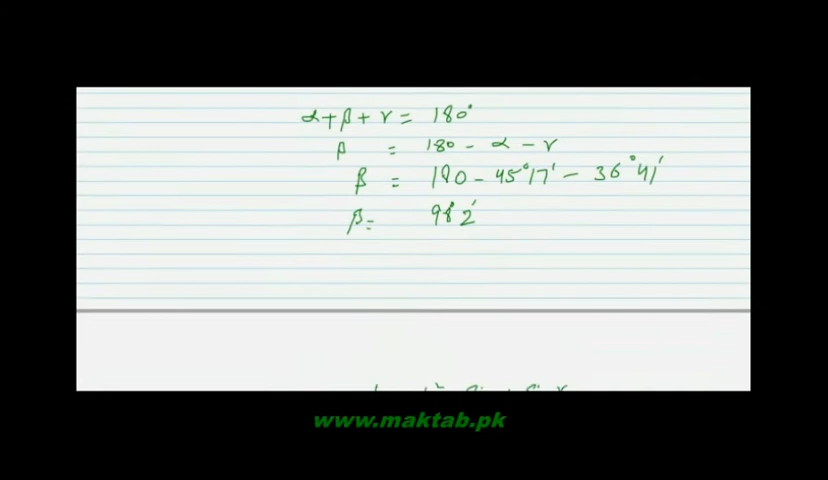 α + β + γ = 180°
β = 180 - α - γ
β = 180 - 45°17' - 36°41'
β = 98°2'
www.maktab.pk